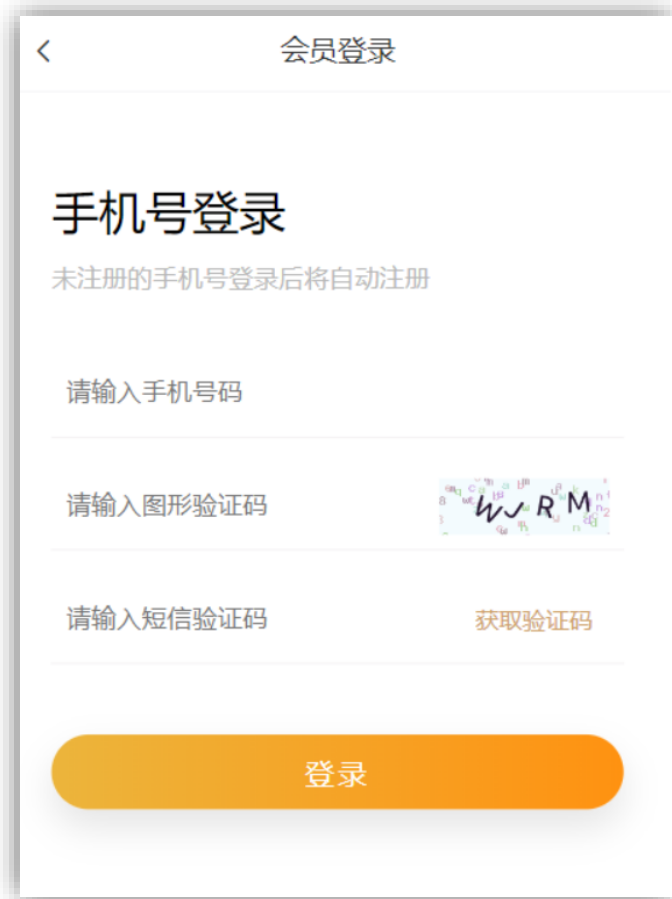 会员登录
手机号登录
未注册的手机号登录后将自动注册
请输入手机号码
请输入图形验证码
请输入短信验证码 获取验证码
登录